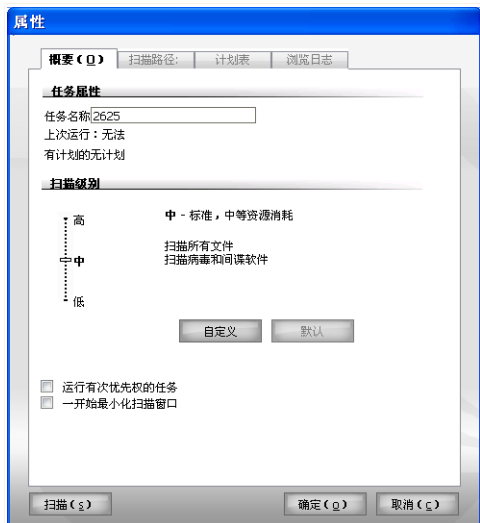 属性
概要(O) 扫描路径: 计划表 浏览日志
任务属性
任务名称 2625
上次运行：无法
有计划的无计划
扫描级别
高
中 - 标准，中等资源消耗
扫描所有文件
中 扫描病毒和间谍软件
低
自定义 默认
运行有次优先权的任务
一开始最小化扫描窗口
扫描(s) 确定(o) 取消(c)